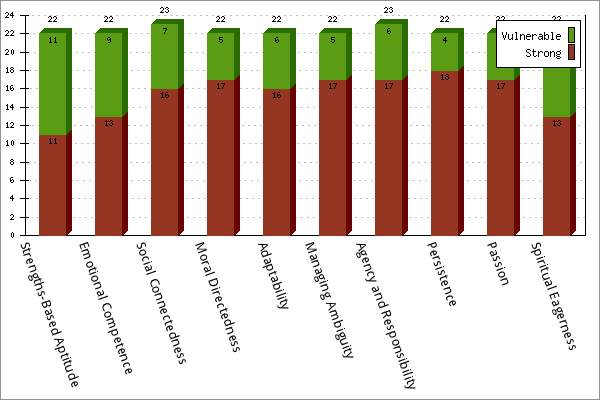 24
22
20
18
16
14
12
10
8
6
4
2
0
22 22 23 22 22 22 23 22 22 22
11 9 7 5 6 5 6 4
11 13 16 17 16 17 17 18 17 13
Vulnerable
Strong
Strengths-Based Aptitude
Emotional Competence
Social Connectedness
Moral Directedness
Adaptability
Managing Ambiguity
Agency and Responsibility
Persistence
Passion
Spiritual Eagerness